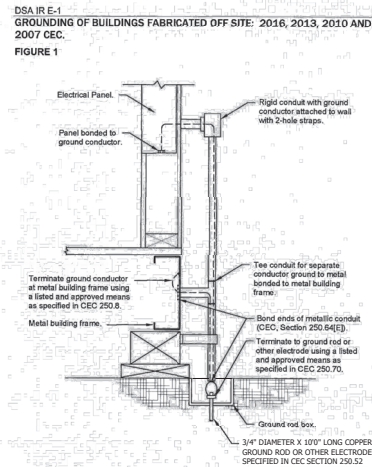 DSA IR E-1
GROUNDING OF BUILDINGS FABRICATED OFF SITE: 2016, 2013, 2010 AND
2007 CEC.
FIGURE 1
Electrical Panel.
Panel bonded to
ground conductor.
Rigid conduit with ground
conductor attached to wall
with 2-hole straps.
Terminate ground conductor
at metal building frame using
a listed and approved means
as specified in CEC 250.8.
Metal building frame.
Tee conduit for separate
conductor ground to metal
bonded to metal building
frame.
Bond ends of metallic conduit
(CEC, Section 250.64[E]).
Terminate to ground rod or
other electrode using a listed
and approved means as
specified in CEC 250.70.
Ground rod box.
3/4" DIAMETER X 10'0" LONG COPPER
GROUND ROD OR OTHER ELECTRODE
SPECIFIED IN CEC SECTION 250.52